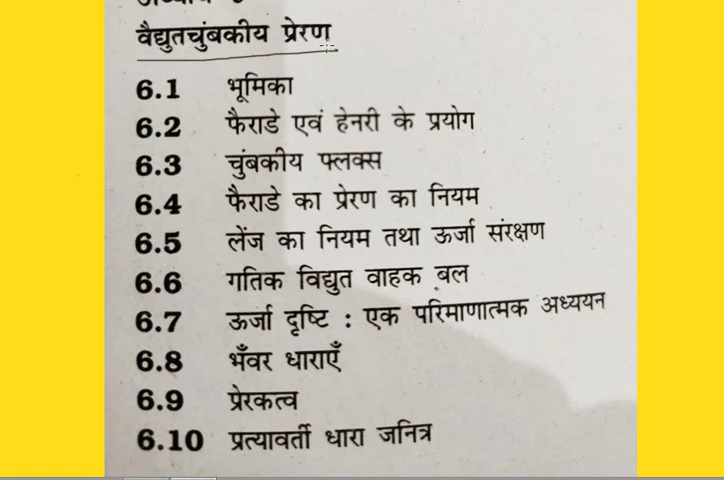 वैद्युतचुंबकीय प्रेरण
6.1 भूमिका
6.2 फैराडे एवं हेनरी के प्रयोग
6.3 चुंबकीय फ्लक्स
6.4 फैराडे का प्रेरण का नियम
6.5 लेंज का नियम तथा ऊर्जा संरक्षण
6.6 गतिक विद्युत वाहक बल
6.7 ऊर्जा दृष्टि : एक परिमाणात्मक अध्ययन
6.8 भँवर धाराएँ
6.9 प्रेरकत्व
6.10 प्रत्यावर्ती धारा जनित्र